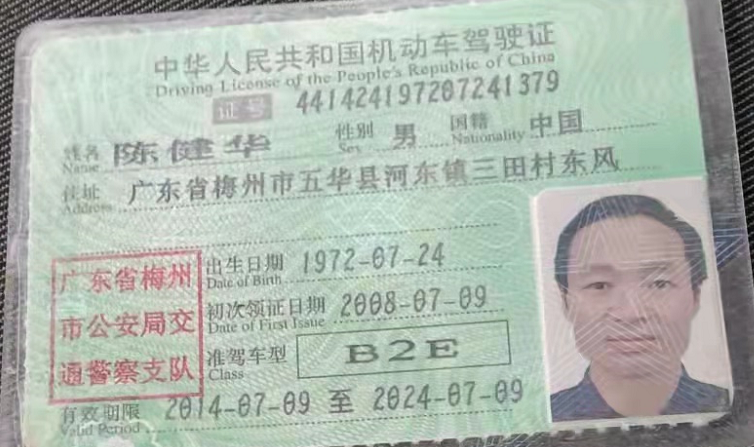 中华人民共和国机动车驾驶证
Driving License of the People's Republic of China
证号 441424197207241379
姓名 陈健华 性别 男 国籍 中国
Name Sex Nationality
住址 广东省梅州市五华县河东镇三田村东风
Address
广东省梅州
市公安局交
通警察支队
出生日期 1972-07-24
Date of Birth
初次领证日期 2008-07-09
Date of First Issue
准驾车型 B2E
Class
有效期限 2014-07-09 至 2024-07-09
Valid Period